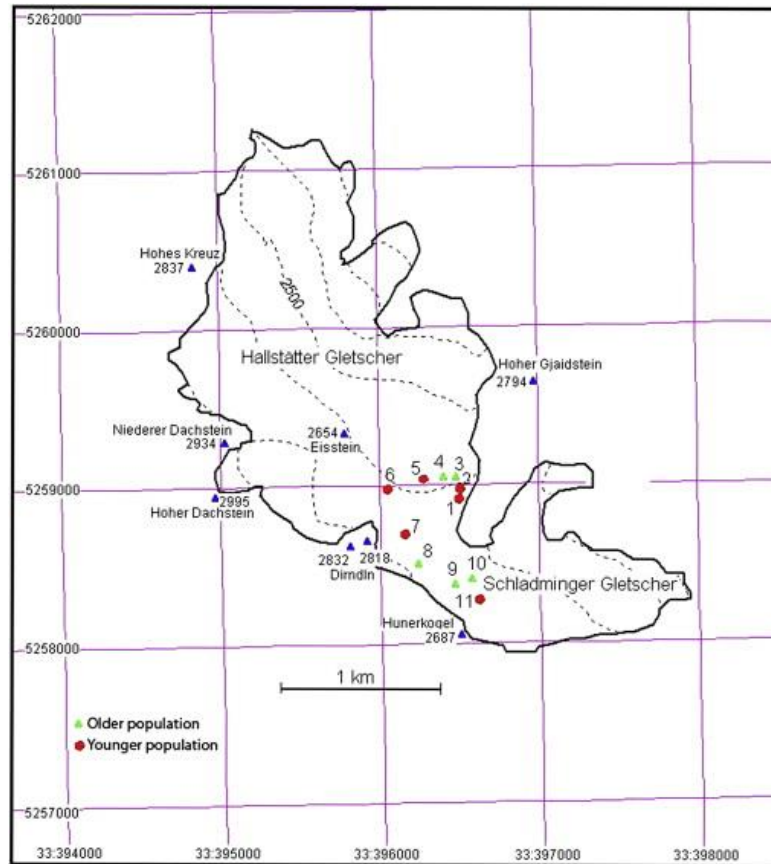 5262000
5261000
Hohes Kreuz
2837
2500
5260000
Hallstätter Gletscher
Hoher Gjaidstein
2794
Niederer Dachstein
2934
2654
Eisstein
4 3
5
6
2
1
5259000
2995
Hoher Dachstein
7
2832 2818
Dirndln
8
9 10
Schladminger Gletscher
11
Hunerkogel
2687
5258000
1 km
Older population
Younger population
5257000
33:394000 33:395000 33:396000 33:397000 33:398000